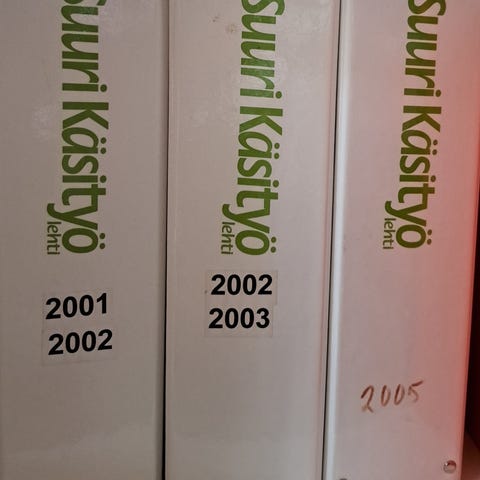 Suuri Käsityö
lehti
2001
2002
Suuri Käsityö
lehti
2002
2003
Suuri Käsityö
lehti
2005